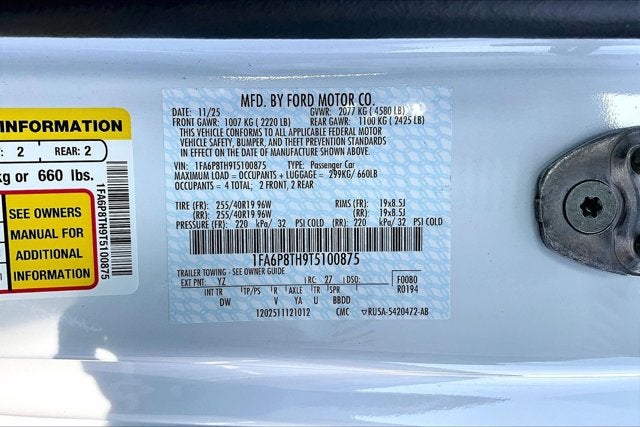 INFORMATION
: 2 REAR: 2
kg or 660 lbs.
SEE OWNERS
MANUAL FOR
ADDITIONAL
INFORMATION
1FA6P8TH9T5100875
MFD. BY FORD MOTOR CO.
DATE: 11/25 GVWR: 2077 KG ( 4580 LB)
FRONT GAWR: 1007 KG ( 2220 LB) REAR GAWR: 1100 KG ( 2425 LB)
THIS VEHICLE CONFORMS TO ALL APPLICABLE FEDERAL MOTOR
VEHICLE SAFETY, BUMPER, AND THEFT PREVENTION STANDARDS
IN EFFECT ON THE DATE OF MANUFACTURE SHOWN ABOVE.
VIN: 1FA6P8TH9T5100875 TYPE: Passenger Car
MAXIMUM LOAD = OCCUPANTS + LUGGAGE = 299KG/ 660LB
OCCUPANTS = 4 TOTAL; 2 FRONT, 2 REAR
TIRE (FR): 255/40R19 96W RIMS (FR): 19x8.5J
(RR): 255/40R19 96W (RR): 19x8.5J
PRESSURE (FR): 220 kPa/ 32 PSI COLD (RR): 220 kPa/ 32 PSI COLD
1FA6P8TH9T5100875
TRAILER TOWING - SEE OWNER GUIDE
EXT PNT: YZ RC: 27 DSO: F0080
INT TR TP/PS R AXLE TR SPR R0194
DW V YA U BBDD
1202511121012 CMC RU5A-5420472-AB